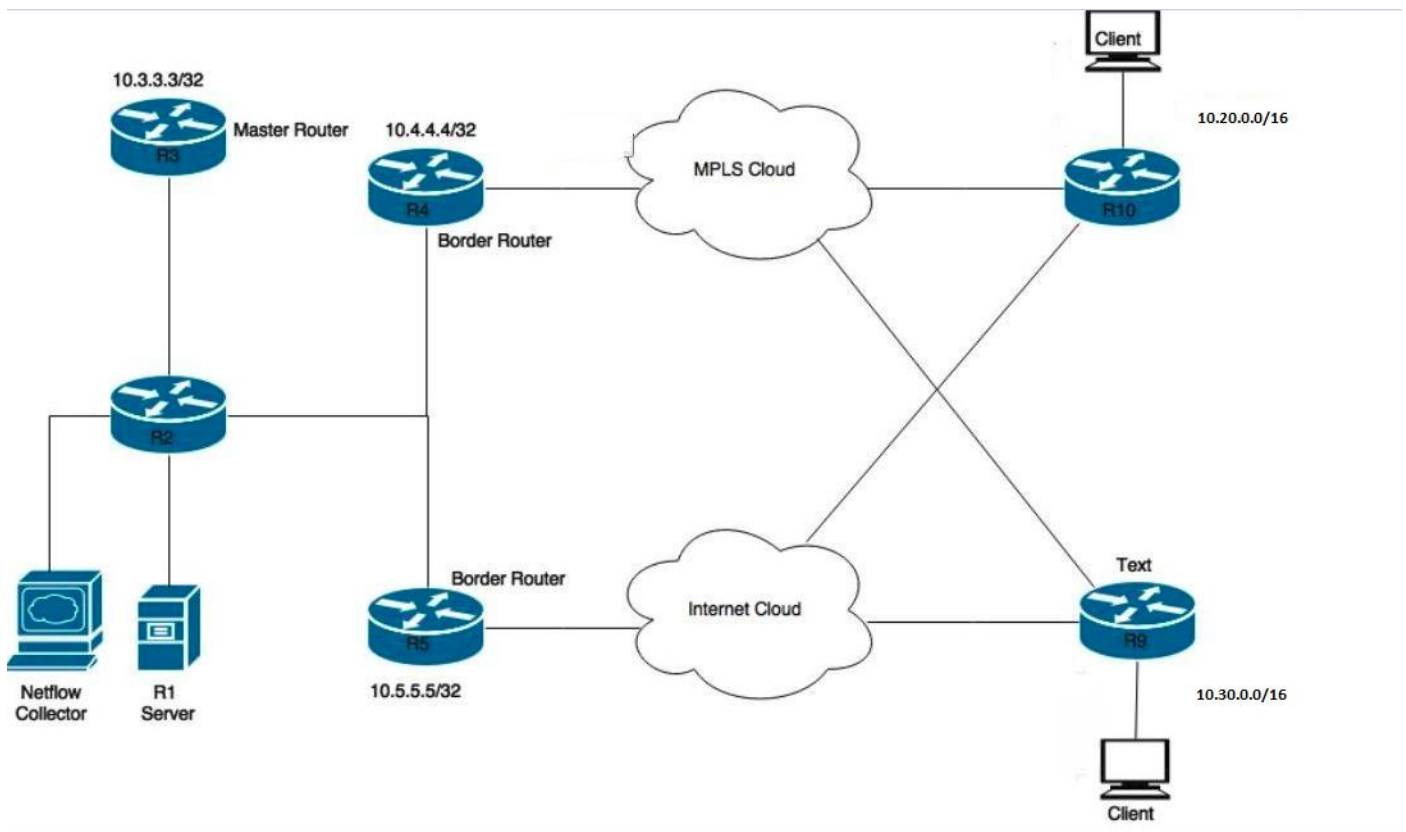 Client
10.3.3.3/32
10.20.0.0/16
Master Router
10.4.4.4/32
R3
MPLS Cloud
R4
R10
Border Router
R2
Border Router
Text
Internet Cloud
R5
R9
10.5.5.5/32
Netflow
Collector
R1
Server
10.30.0.0/16
Client